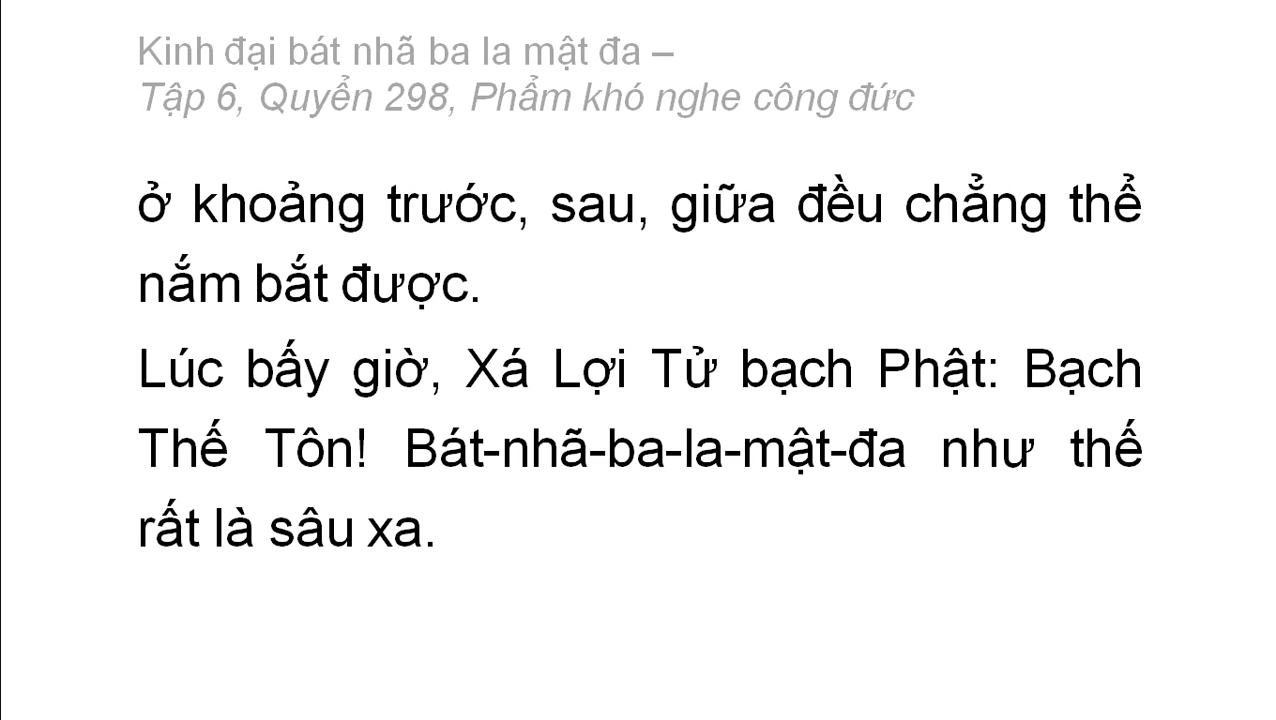 Kinh đại bát nhã ba la mật đa –
Tập 6, Quyển 298, Phẩm khó nghe công đức
ở khoảng trước, sau, giữa đều chẳng thể
nắm bắt được.
Lúc bấy giờ, Xá Lợi Tử bạch Phật: Bạch
Thế Tôn! Bát-nhã-ba-la-mật-đa như thế
rất là sâu xa.